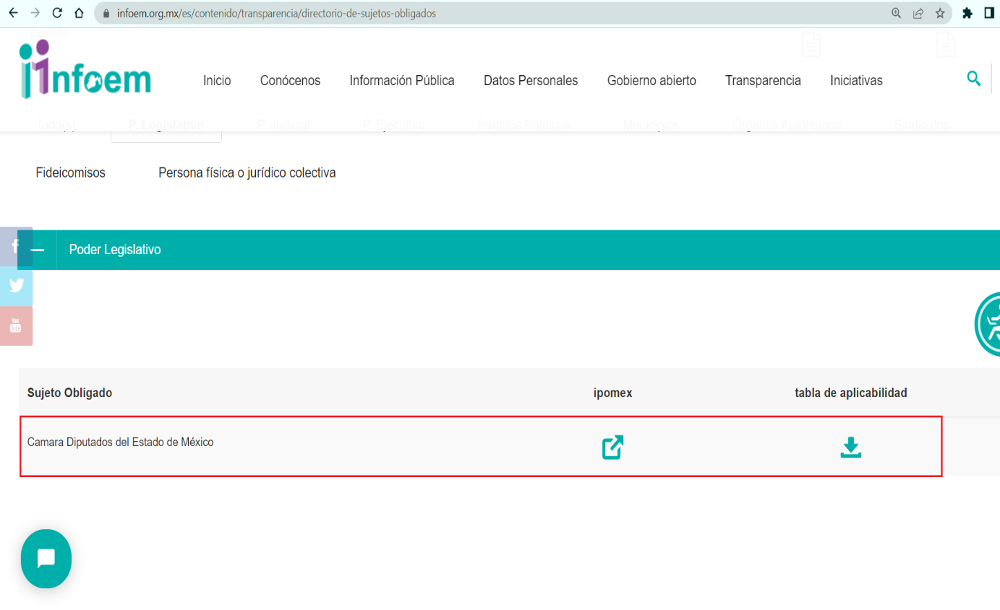 infoem.org.mx/es/contenido/transparencia/directorio-de-sujetos-obligados
infoem
Inicio Conócenos Información Pública Datos Personales Gobierno abierto Transparencia Iniciativas
Todo(s) P. Legislativo P. Judicial P. Ejecutivo Partidos Políticos Municipios Órganos Autónomos Sindicatos
Fideicomisos Persona física o jurídico colectiva
Poder Legislativo
You
Sujeto Obligado ipomex tabla de aplicabilidad
Camara Diputados del Estado de México